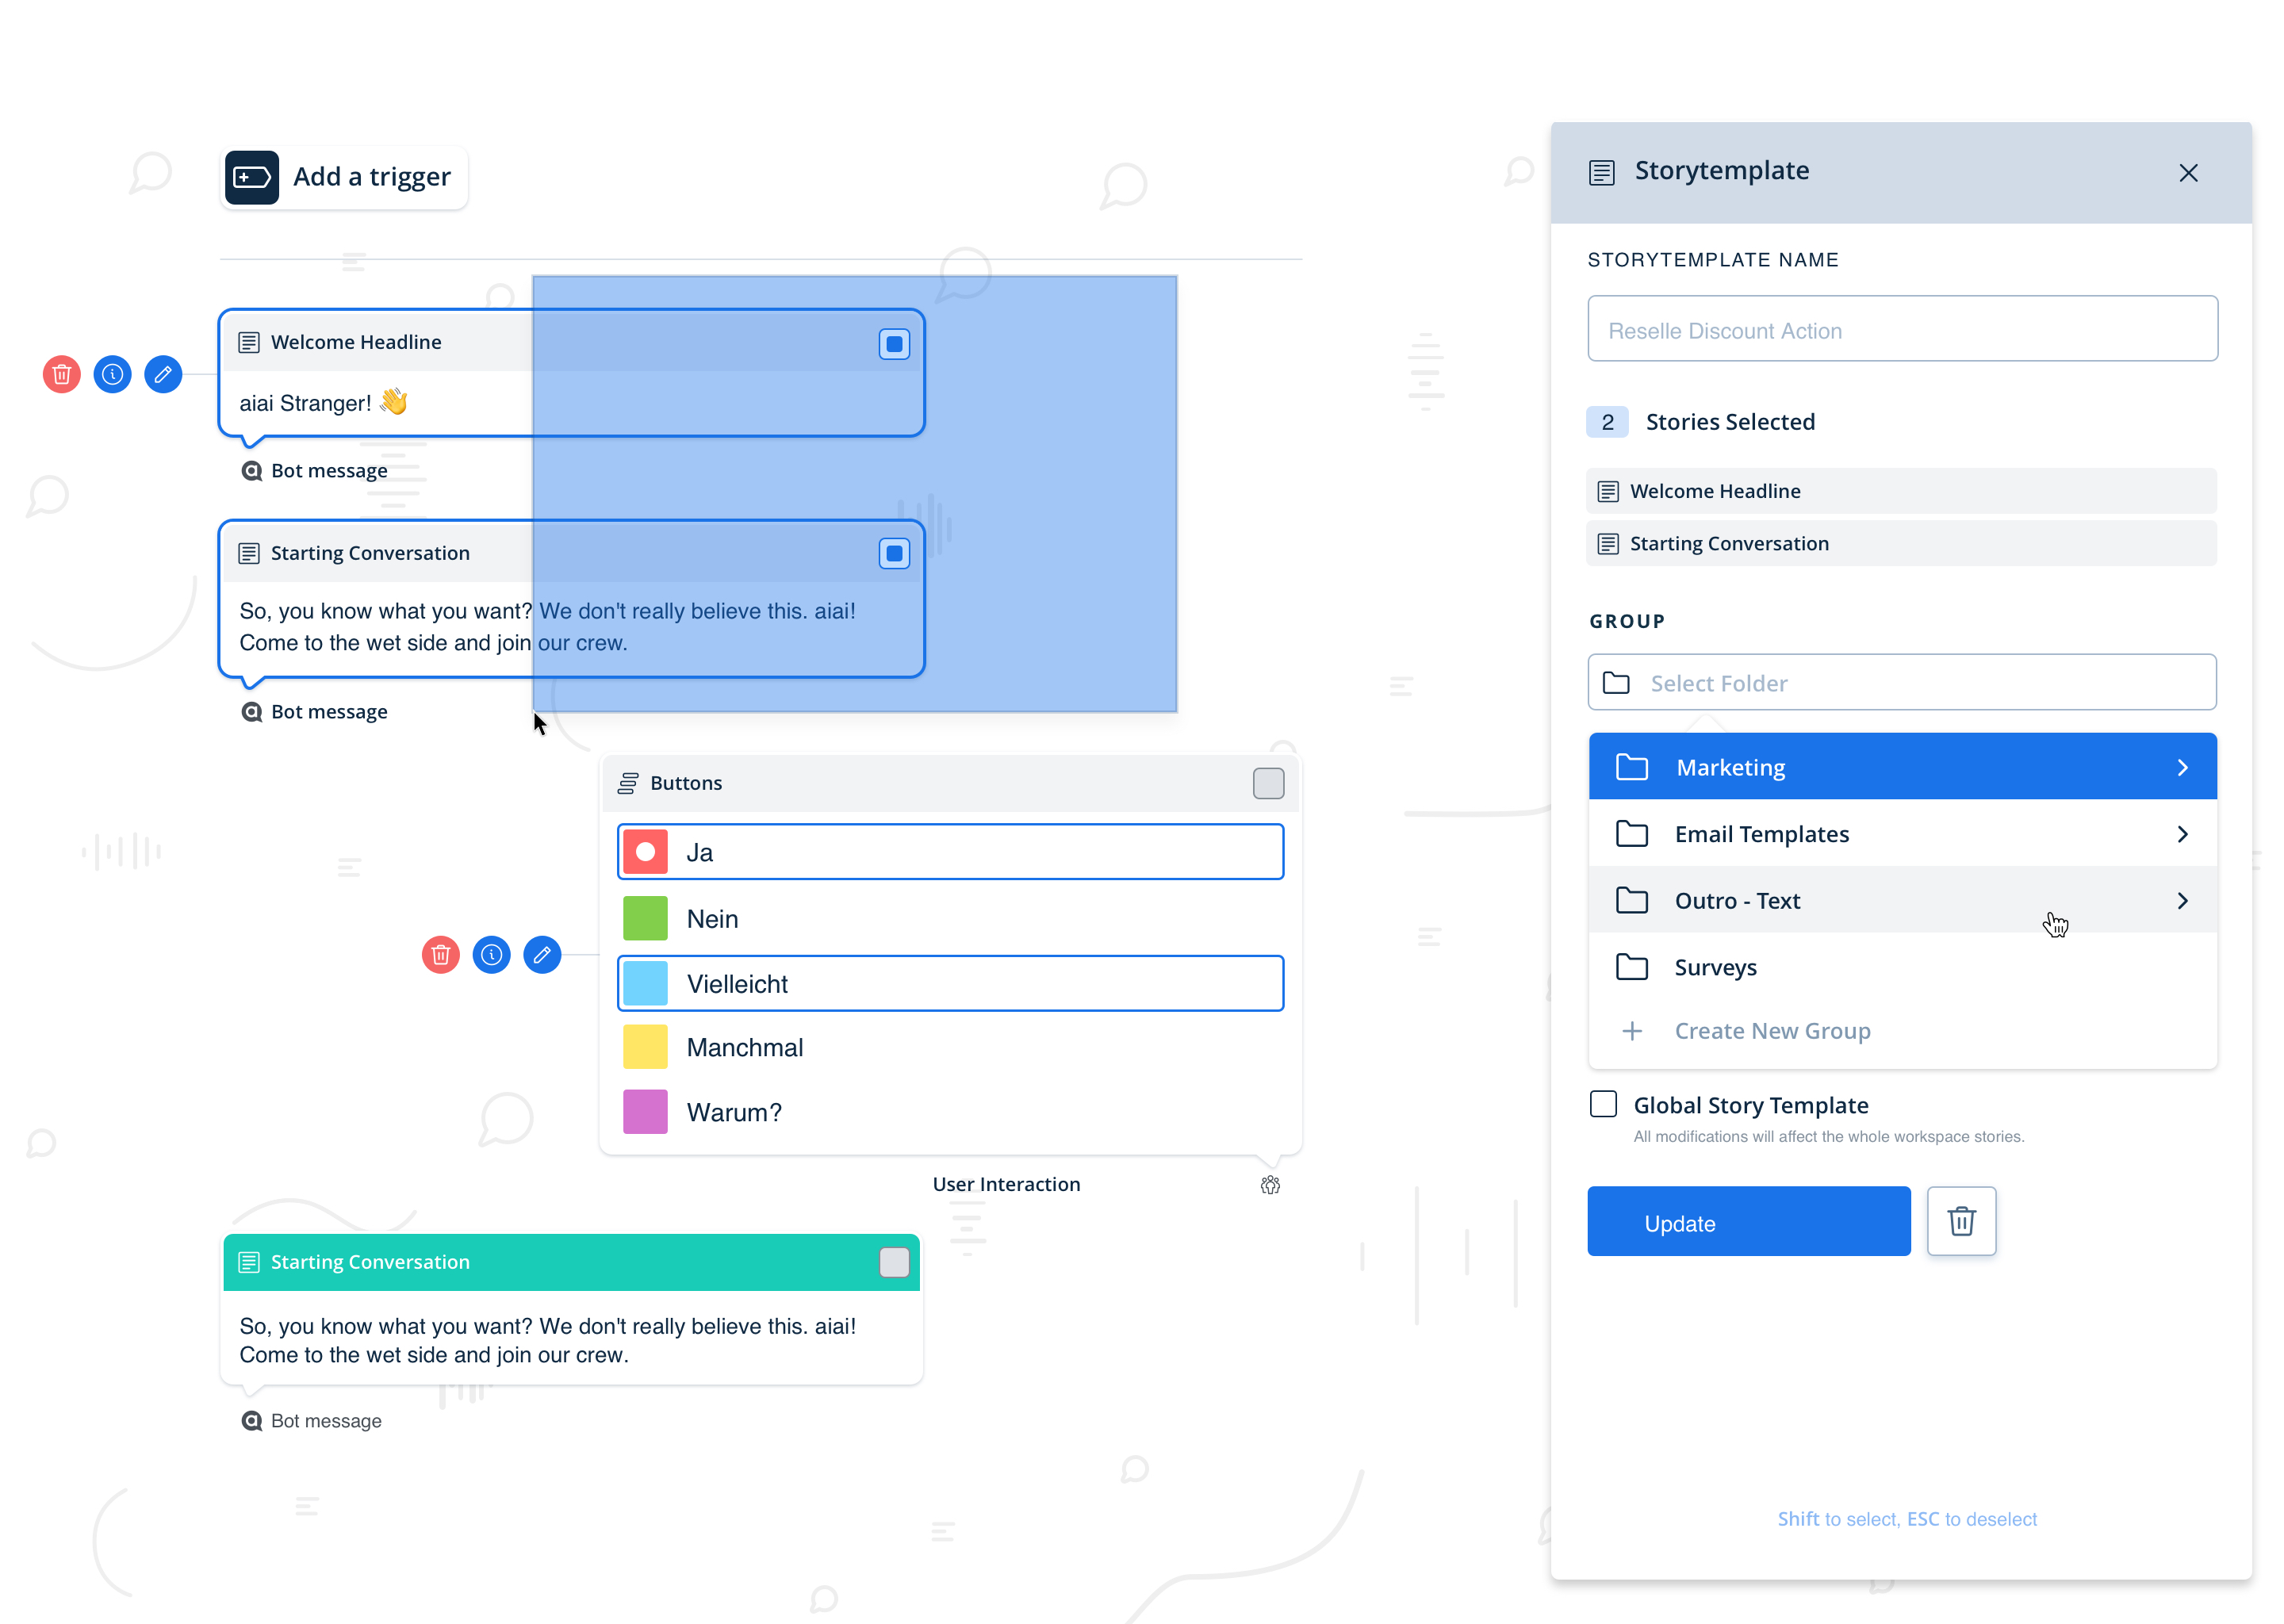 Add a trigger
Welcome Headline
aiai Stranger! 👋
Bot message
Starting Conversation
So, you know what you want? We don't really believe this. aiai!
Come to the wet side and join our crew.
Bot message
Buttons
Ja
Nein
Vielleicht
Manchmal
Warum?
User Interaction
Starting Conversation
So, you know what you want? We don't really believe this. aiai!
Come to the wet side and join our crew.
Bot message
Storytemplate
STORYTEMPLATE NAME
Reselle Discount Action
2 Stories Selected
Welcome Headline
Starting Conversation
GROUP
Select Folder
Marketing
Email Templates
Outro - Text
Surveys
Create New Group
Global Story Template
All modifications will affect the whole workspace stories.
Update
Shift to select, ESC to deselect